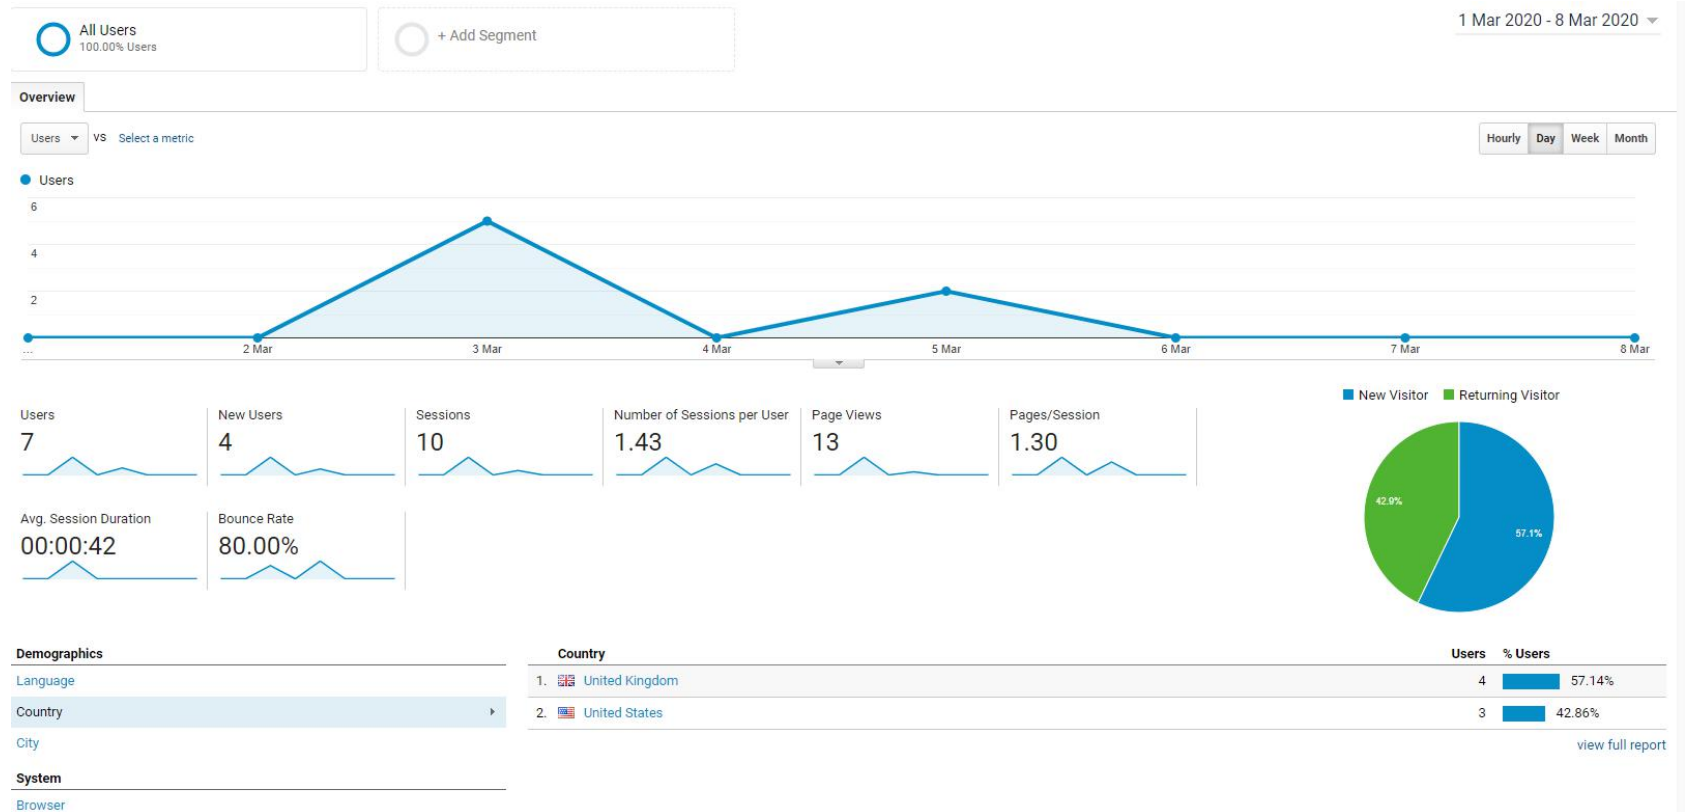 All Users
100.00% Users
+ Add Segment
1 Mar 2020 - 8 Mar 2020
Overview
Users vs Select a metric
Hourly Day Week Month
Users
6
4
2
... 2 Mar 3 Mar 4 Mar 5 Mar 6 Mar 7 Mar 8 Mar
New Visitor Returning Visitor
Users New Users Sessions Number of Sessions per User Page Views Pages/Session
7 4 10 1.43 13 1.30
42.9%
57.1%
Avg. Session Duration Bounce Rate
00:00:42 80.00%
Demographics
Language
Country
City
System
Browser
Country Users % Users
1. United Kingdom 4 57.14%
2. United States 3 42.86%
view full report